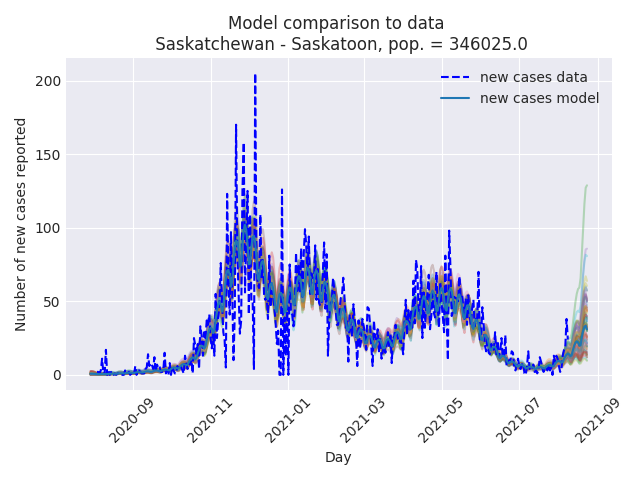 Model comparison to data
Saskatchewan - Saskatoon, pop. = 346025.0
new cases data
new cases model
Number of new cases reported
200
150
100
50
0
2020-09
2020-11
2021-01
2021-03
2021-05
2021-07
2021-09
Day